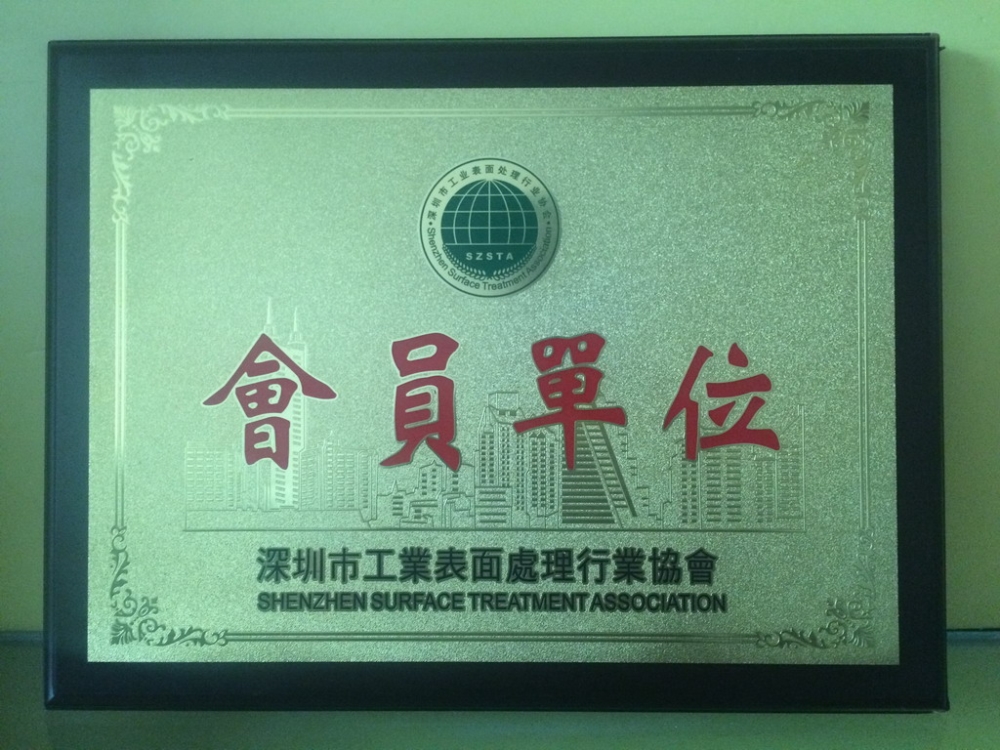 深圳市工业表面处理行业协会
SZSTA
Shenzhen Surface Treatment Association
會員單位
深圳市工業表面處理行業協會
SHENZHEN SURFACE TREATMENT ASSOCIATION